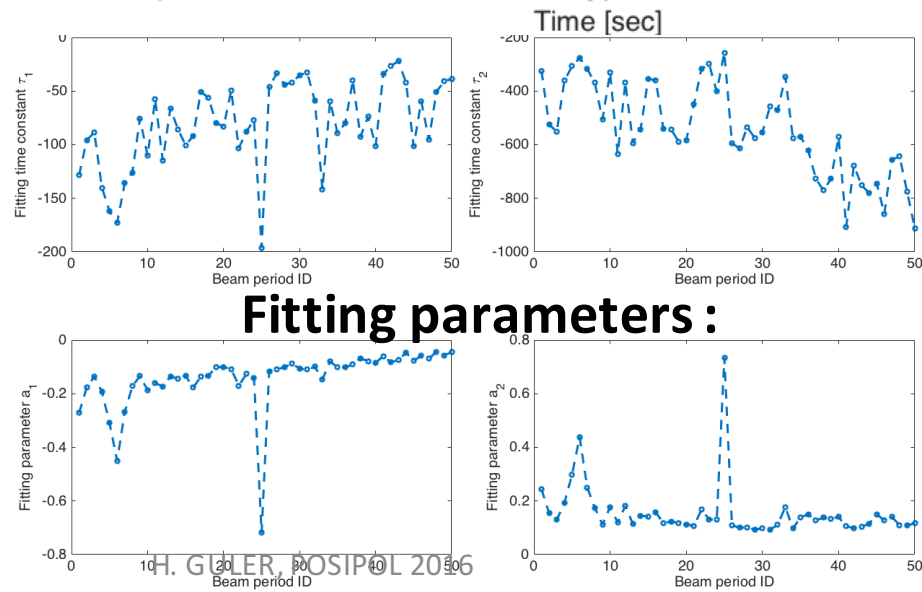 Time [sec]
0
-50
-100
-150
-200
Fitting time constant τ1
0 10 20 30 40 50
Beam period ID
-200
-400
-600
-800
-1000
Fitting time constant τ2
0 10 20 30 40 50
Beam period ID
Fitting parameters :
0
-0.2
-0.4
-0.6
-0.8
Fitting parameter a1
0 10 20 30 40 50
Beam period ID
0.8
0.6
0.4
0.2
0
Fitting parameter a2
0 10 20 30 40 50
Beam period ID
H. GULER, POSIPOL 2016